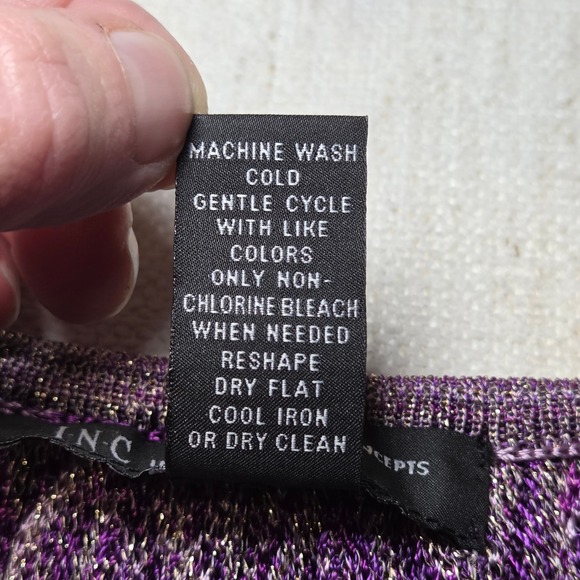 MACHINE WASH
COLD
GENTLE CYCLE
WITH LIKE
COLORS
ONLY NON-
CHLORINE BLEACH
WHEN NEEDED
RESHAPE
DRY FLAT
COOL IRON
OR DRY CLEAN
I·N·C